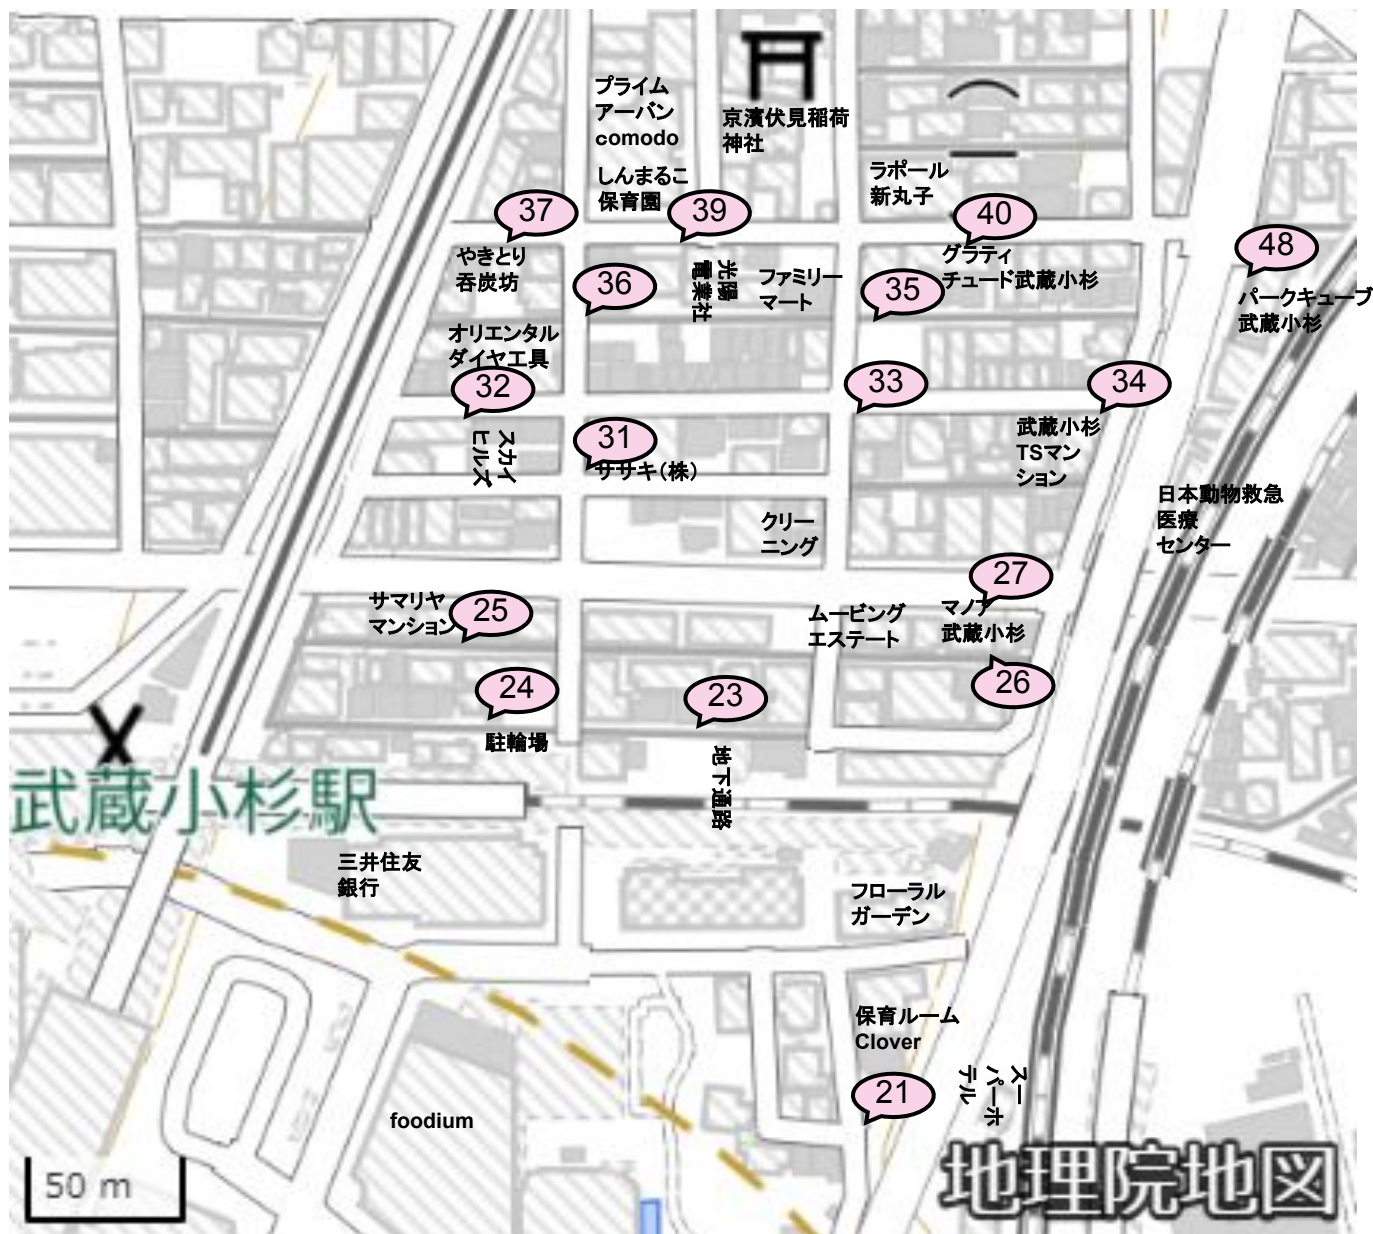 プライム
アーバン
comodo
京濱伏見稲荷
神社
しんまるこ
保育園
ラポール
新丸子
37
39
40
48
やきとり
呑炭坊
36
光陽
電業社
ファミリー
マート
35
グラティ
チュード武蔵小杉
パークキューブ
武蔵小杉
オリエンタル
ダイヤ工具
32
33
34
スカイ
ヒルズ
31
ササキ(株)
武蔵小杉
TSマン
ション
クリー
ニング
日本動物救急
医療
センター
27
サマリヤ
マンション
25
ムービング
エステート
マノア
武蔵小杉
24
23
26
駐輪場
地下通路
武蔵小杉駅
三井住友
銀行
フローラル
ガーデン
保育ルーム
Clover
21
スー
パーホ
テル
foodium
50 m
地理院地図